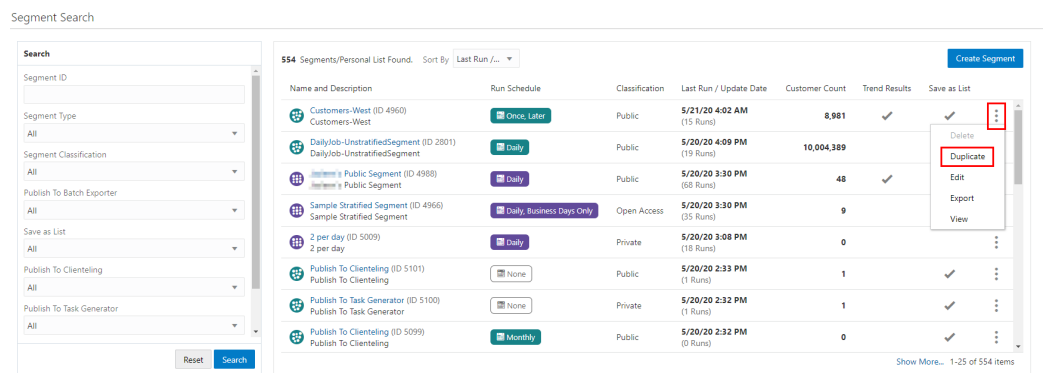 Segment Search
Search
Segment ID
Segment Type
All
Segment Classification
All
Publish To Batch Exporter
All
Save as List
All
Publish To Clienteling
All
Publish To Task Generator
All
Reset Search
554 Segments/Personal List Found. Sort By Last Run /...
Create Segment
Name and Description Run Schedule Classification Last Run / Update Date Customer Count Trend Results Save as List
Customers-West (ID 4960)
Customers-West
Once, Later Public 5/21/20 4:02 AM
(15 Runs)
8,981
DailyJob-UnstratifiedSegment (ID 2801)
DailyJob-UnstratifiedSegment
Daily Public 5/20/20 4:09 PM
(19 Runs)
10,004,389
Public Segment (ID 4988)
Public Segment
Daily Public 5/20/20 3:30 PM
(68 Runs)
48
Sample Stratified Segment (ID 4966)
Sample Stratified Segment
Daily, Business Days Only Open Access 5/20/20 3:30 PM
(35 Runs)
9
2 per day (ID 5009)
2 per day
Daily Private 5/20/20 3:08 PM
(18 Runs)
0
Publish To Clienteling (ID 5101)
Publish To Clienteling
None Public 5/20/20 2:33 PM
(1 Runs)
1
Publish To Task Generator (ID 5100)
Publish To Task Generator
None Private 5/20/20 2:32 PM
(1 Runs)
1
Publish To Clienteling (ID 5099)
Publish To Clienteling
Monthly Public 5/20/20 2:32 PM
(0 Runs)
0
Delete
Duplicate
Edit
Export
View
Show More... 1-25 of 554 items